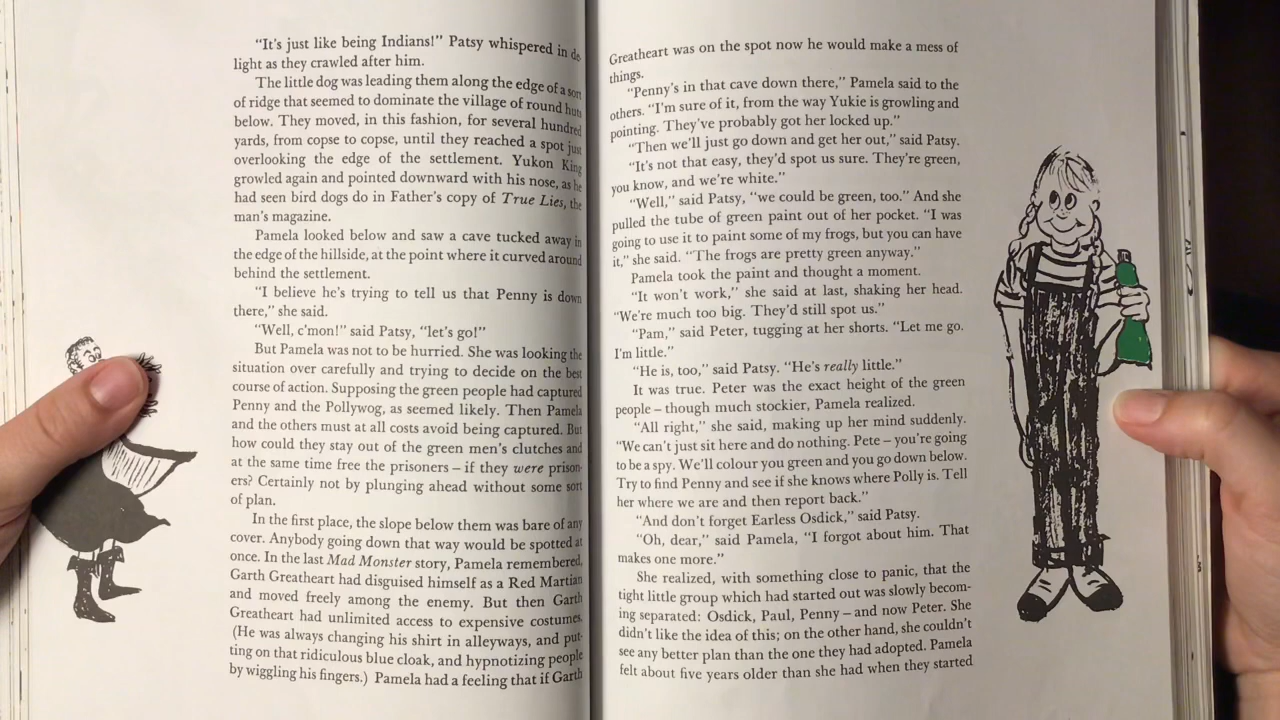 "It's just like being Indians!" Patsy whispered in de-
light as they crawled after him.
The little dog was leading them along the edge of a sort
of ridge that seemed to dominate the village of round huts
below. They moved, in this fashion, for several hundred
yards, from copse to copse, until they reached a spot just
overlooking the edge of the settlement. Yukon King
growled again and pointed downward with his nose, as he
had seen bird dogs do in Father's copy of True Lies, the
man's magazine.
Pamela looked below and saw a cave tucked away in
the edge of the hillside, at the point where it curved around
behind the settlement.
"I believe he's trying to tell us that Penny is down
there," she said.
"Well, c'mon!" said Patsy, "let's go!"
But Pamela was not to be hurried. She was looking the
situation over carefully and trying to decide on the best
course of action. Supposing the green people had captured
Penny and the Pollywog, as seemed likely. Then Pamela
and the others must at all costs avoid being captured. But
how could they stay out of the green men's clutches and
at the same time free the prisoners – if they were prison-
ers? Certainly not by plunging ahead without some sort
of plan.
In the first place, the slope below them was bare of any
cover. Anybody going down that way would be spotted at
once. In the last Mad Monster story, Pamela remembered,
Garth Greatheart had disguised himself as a Red Martian
and moved freely among the enemy. But then Garth
Greatheart had unlimited access to expensive costumes.
(He was always changing his shirt in alleyways, and put-
ting on that ridiculous blue cloak, and hypnotizing people
by wiggling his fingers.) Pamela had a feeling that if Garth
Greatheart was on the spot now he would make a mess of
things.
"Penny's in that cave down there," Pamela said to the
others. "I'm sure of it, from the way Yukie is growling and
pointing. They've probably got her locked up."
"Then we'll just go down and get her out," said Patsy.
"It's not that easy, they'd spot us sure. They're green,
you know, and we're white."
"Well," said Patsy, "we could be green, too." And she
pulled the tube of green paint out of her pocket. "I was
going to use it to paint some of my frogs, but you can have
it," she said. "The frogs are pretty green anyway."
Pamela took the paint and thought a moment.
"It won't work," she said at last, shaking her head.
"We're much too big. They'd still spot us."
"Pam," said Peter, tugging at her shorts. "Let me go.
I'm little."
"He is, too," said Patsy. "He's really little."
It was true. Peter was the exact height of the green
people – though much stockier, Pamela realized.
"All right," she said, making up her mind suddenly.
"We can't just sit here and do nothing. Pete – you're going
to be a spy. We'll colour you green and you go down below.
Try to find Penny and see if she knows where Polly is. Tell
her where we are and then report back."
"And don't forget Earless Osdick," said Patsy.
"Oh, dear," said Pamela, "I forgot about him. That
makes one more."
She realized, with something close to panic, that the
tight little group which had started out was slowly becom-
ing separated: Osdick, Paul, Penny – and now Peter. She
didn't like the idea of this; on the other hand, she couldn't
see any better plan than the one they had adopted. Pamela
felt about five years older than she had when they started